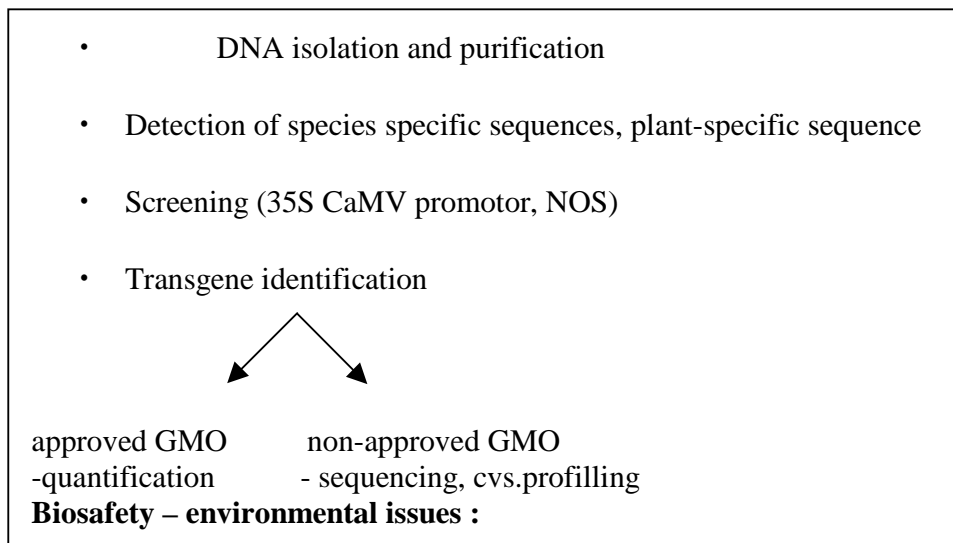 · DNA isolation and purification
· Detection of species specific sequences, plant-specific sequence
· Screening (35S CaMV promotor, NOS)
· Transgene identification
approved GMO non-approved GMO
-quantification - sequencing, cvs.profilling
Biosafety – environmental issues :